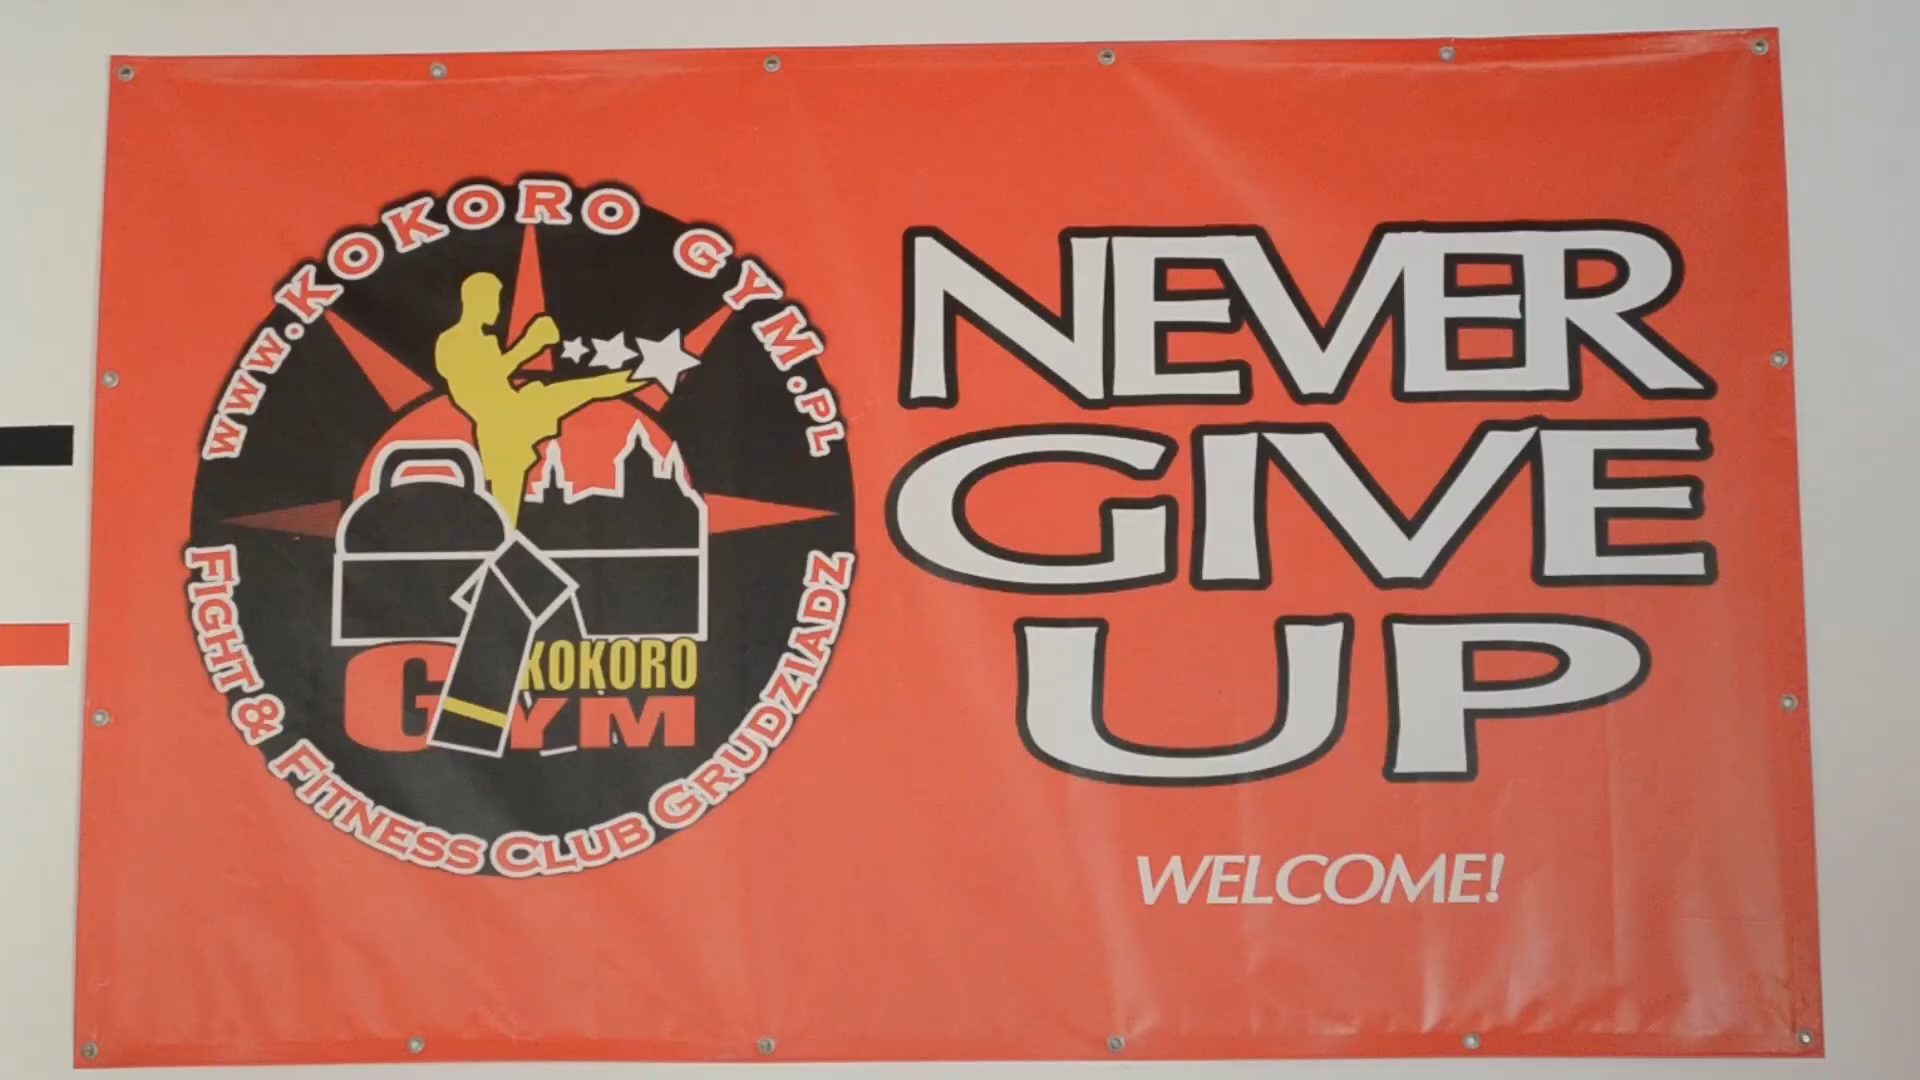 www.KOKORO GYM.PL
KOKORO
GYM
FIGHT & FITNESS CLUB GRUDZIADZ
NEVER
GIVE
UP
WELCOME!